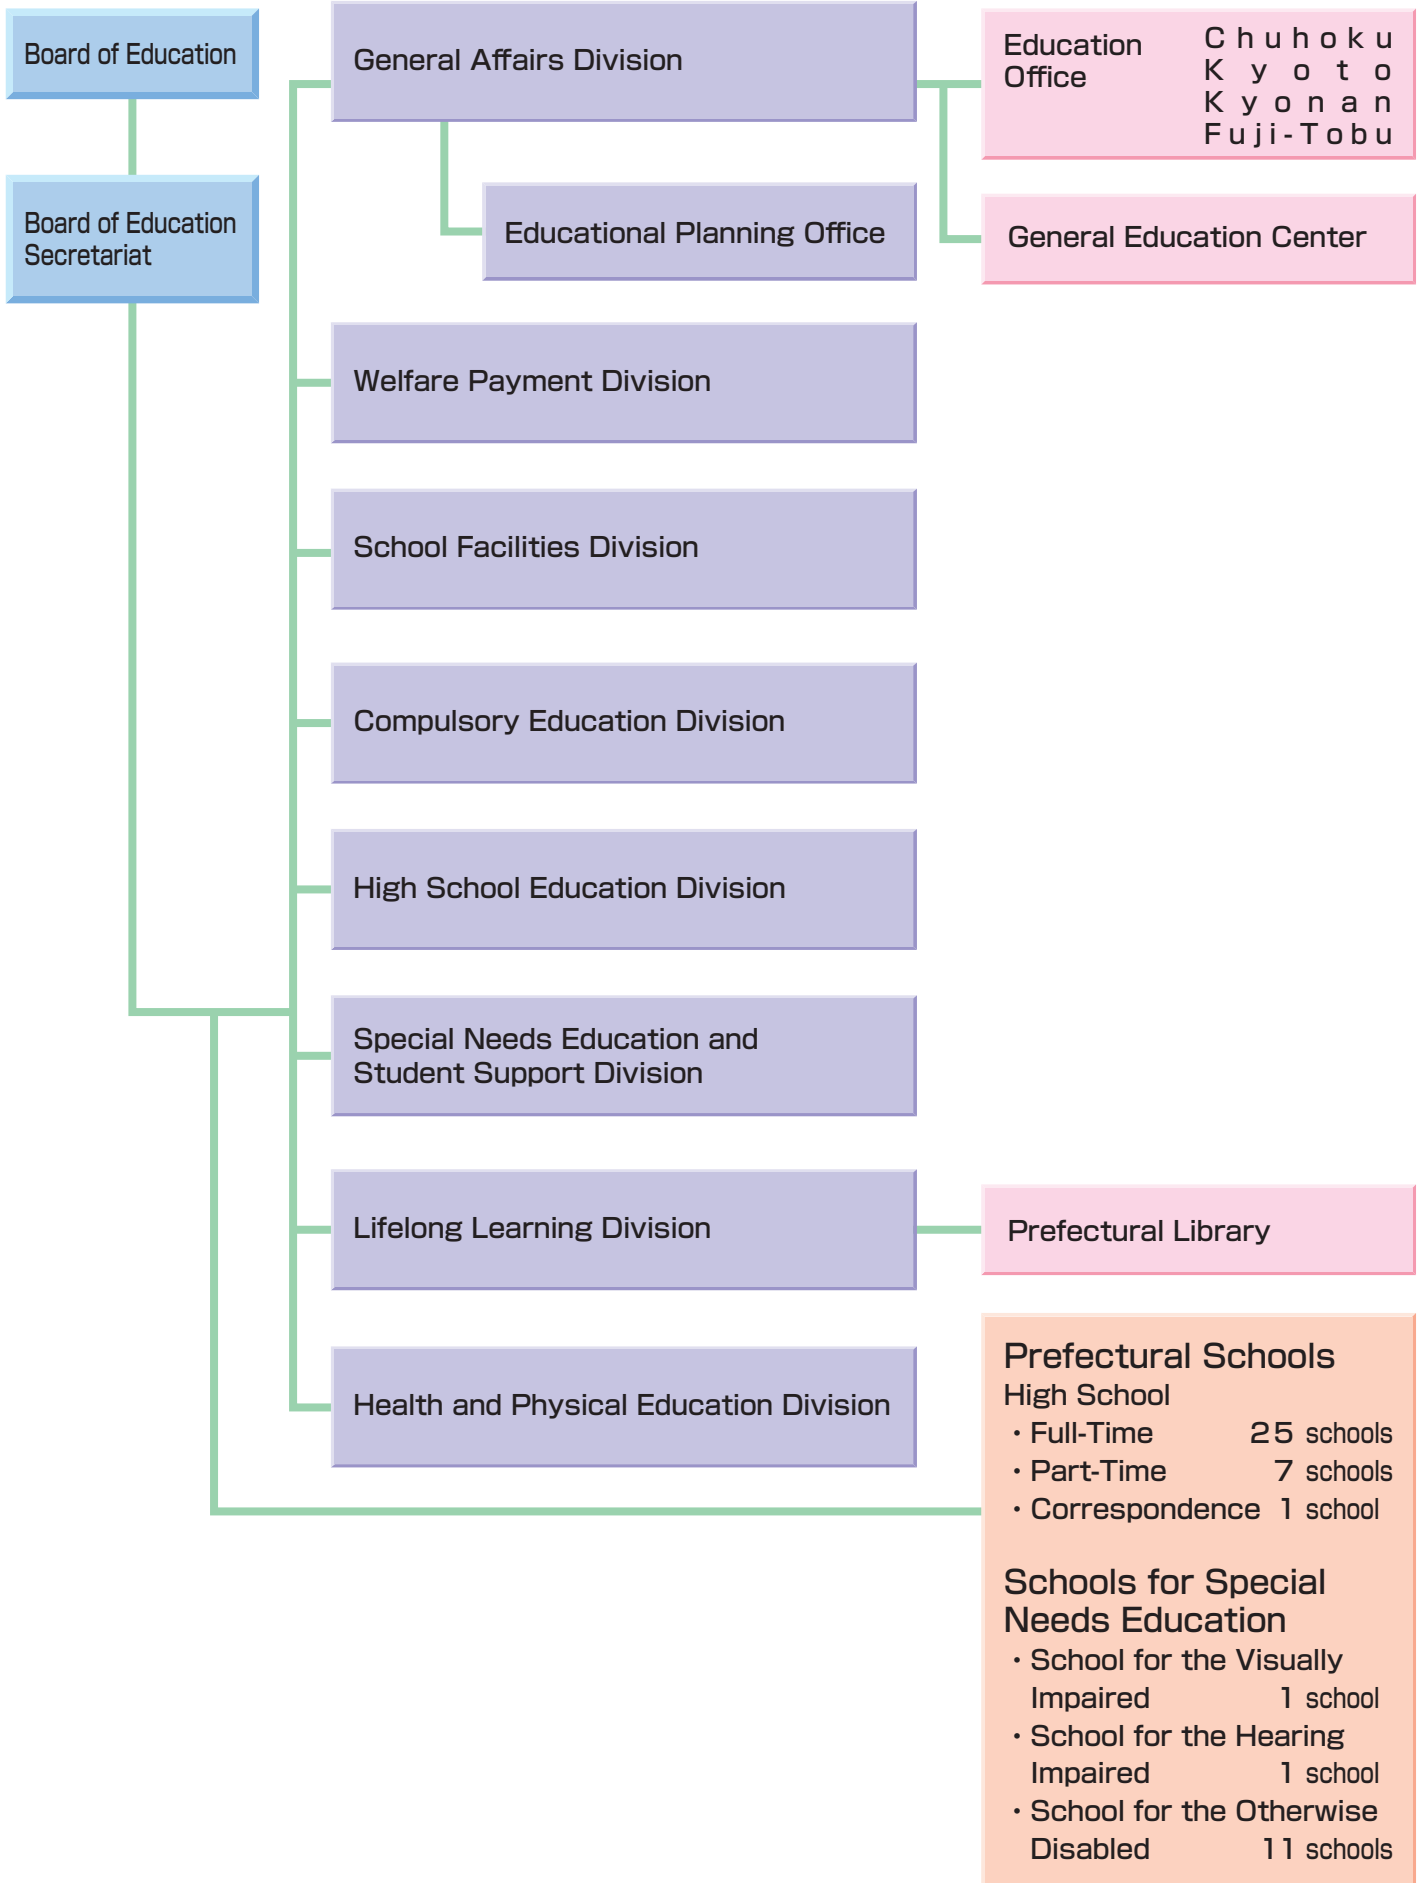 Board of Education
Board of Education
Secretariat
General Affairs Division
Educational Planning Office
Welfare Payment Division
School Facilities Division
Compulsory Education Division
High School Education Division
Special Needs Education and
Student Support Division
Lifelong Learning Division
Health and Physical Education Division
Education
Office
Chuhoku
Kyoto
Kyonan
Fuji-Tobu
General Education Center
Prefectural Library
Prefectural Schools
High School
・Full-Time 25 schools
・Part-Time 7 schools
・Correspondence 1 school
Schools for Special
Needs Education
・School for the Visually
Impaired 1 school
・School for the Hearing
Impaired 1 school
・School for the Otherwise
Disabled 11 schools